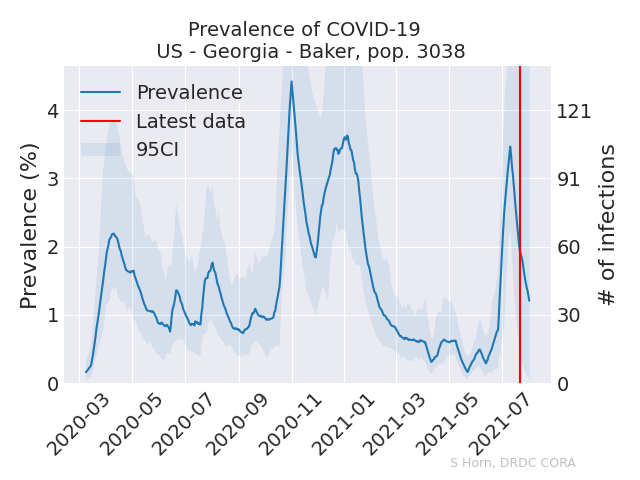 Prevalence of COVID-19
US - Georgia - Baker, pop. 3038
Prevalence
Latest data
95CI
Prevalence (%)
4
3
2
1
0
121
91
60
30
0
# of infections
2020-03
2020-05
2020-07
2020-09
2020-11
2021-01
2021-03
2021-05
2021-07
S Horn, DRDC CORA